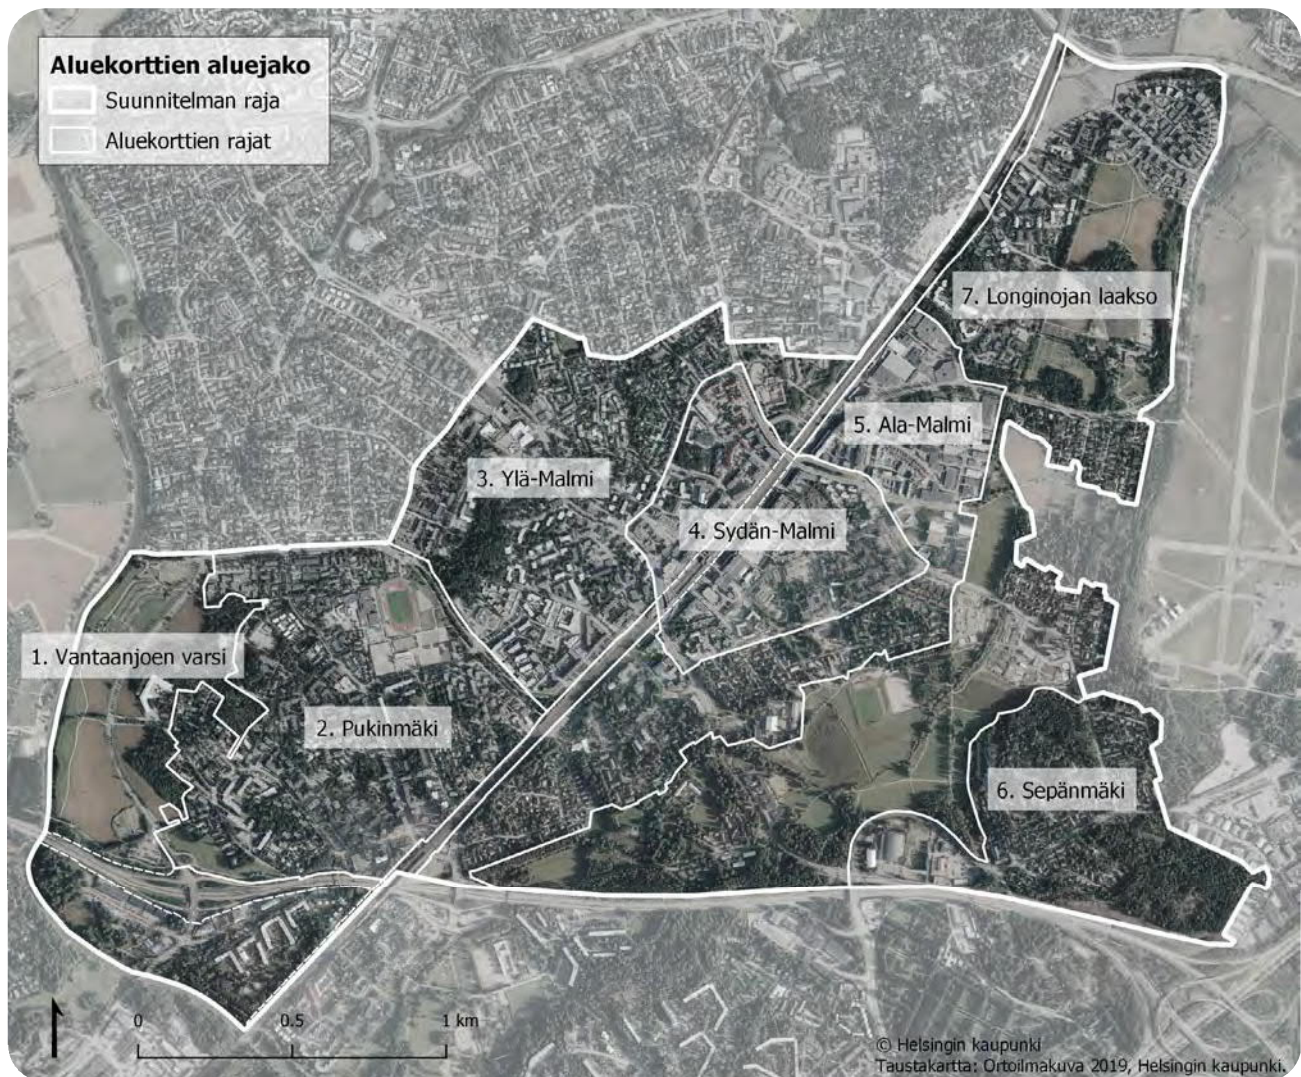 Aluekorttien aluejako
Suunnitelman raja
Aluekorttien rajat
7. Longinojan laakso
5. Ala-Malmi
3. Ylä-Malmi
4. Sydän-Malmi
1. Vantaanjoen varsi
2. Pukinmäki
6. Sepänmäki
0 0.5 1 km
© Helsingin kaupunki
Taustakartta: Ortoilmakuva 2019, Helsingin kaupunki.